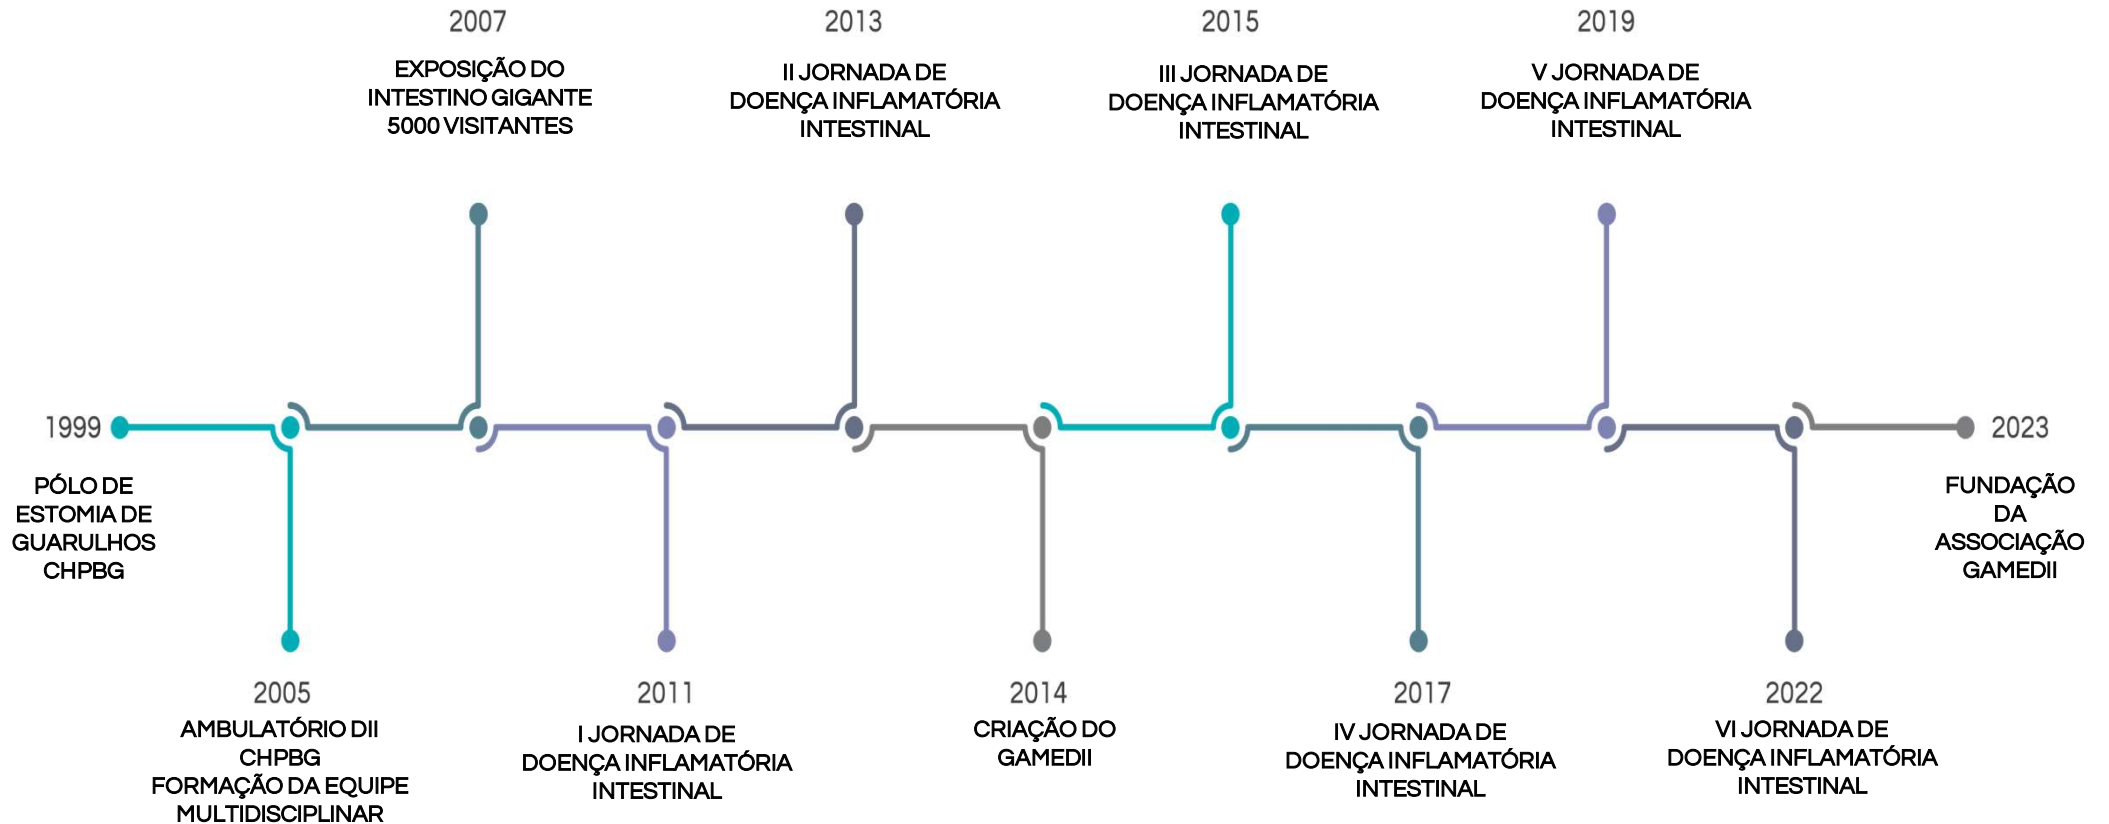 2007
EXPOSIÇÃO DO
INTESTINO GIGANTE
5000 VISITANTES
2013
II JORNADA DE
DOENÇA INFLAMATÓRIA
INTESTINAL
2015
III JORNADA DE
DOENÇA INFLAMATÓRIA
INTESTINAL
2019
V JORNADA DE
DOENÇA INFLAMATÓRIA
INTESTINAL
1999
PÓLO DE
ESTOMIA DE
GUARULHOS
CHPBG
2023
FUNDAÇÃO
DA
ASSOCIAÇÃO
GAMEDII
2005
AMBULATÓRIO DII
CHPBG
FORMAÇÃO DA EQUIPE
MULTIDISCIPLINAR
2011
I JORNADA DE
DOENÇA INFLAMATÓRIA
INTESTINAL
2014
CRIAÇÃO DO
GAMEDII
2017
IV JORNADA DE
DOENÇA INFLAMATÓRIA
INTESTINAL
2022
VI JORNADA DE
DOENÇA INFLAMATÓRIA
INTESTINAL